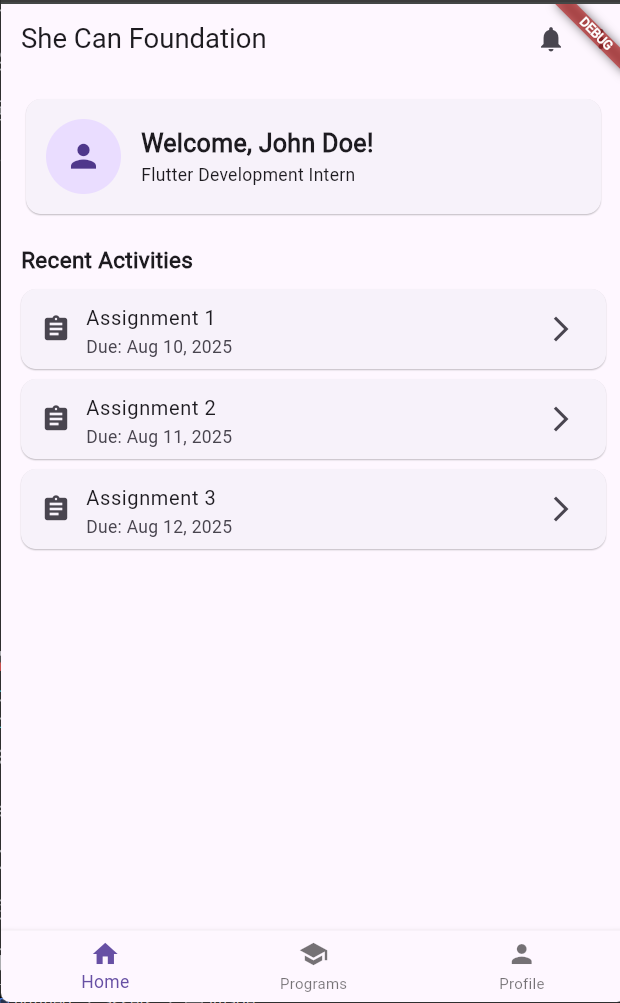 She Can Foundation
DEBUG
Welcome, John Doe!
Flutter Development Intern
Recent Activities
Assignment 1
Due: Aug 10, 2025
Assignment 2
Due: Aug 11, 2025
Assignment 3
Due: Aug 12, 2025
Home
Programs
Profile